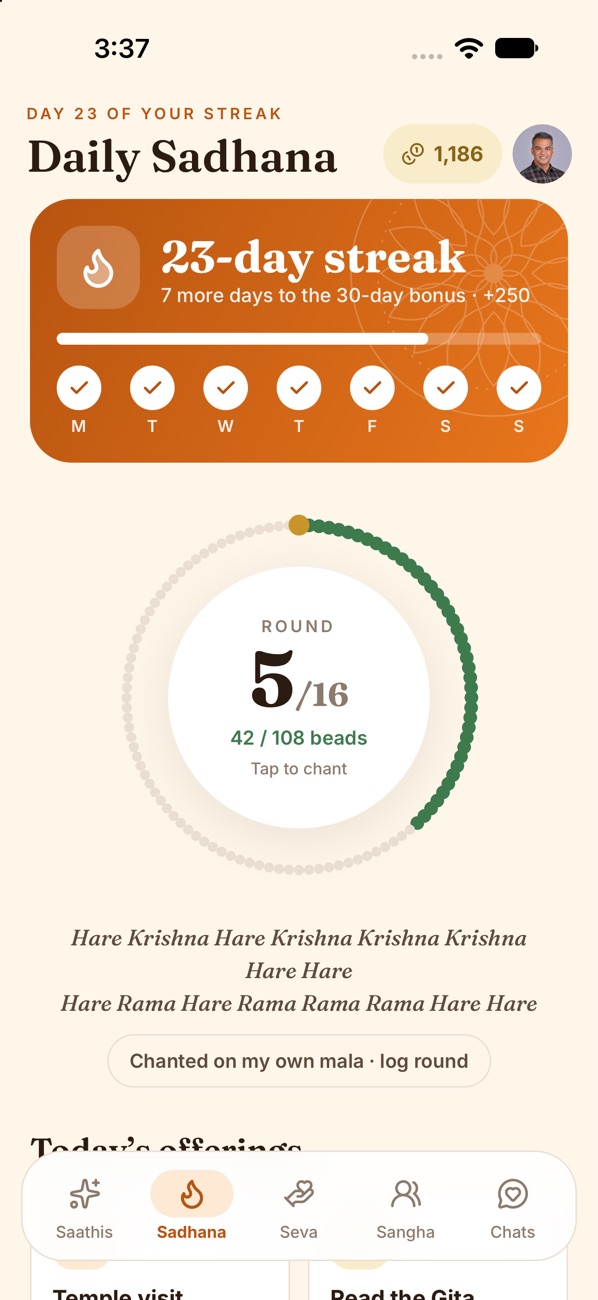 3:37
DAY 23 OF YOUR STREAK
Daily Sadhana
1,186
23-day streak
7 more days to the 30-day bonus · +250
M T W T F S S
ROUND
5/16
42 / 108 beads
Tap to chant
Hare Krishna Hare Krishna Krishna Krishna
Hare Hare
Hare Rama Hare Rama Rama Rama Hare Hare
Chanted on my own mala · log round
Today's offerings
Saathis Sadhana Seva Sangha Chats
Temple visit Read the Gita